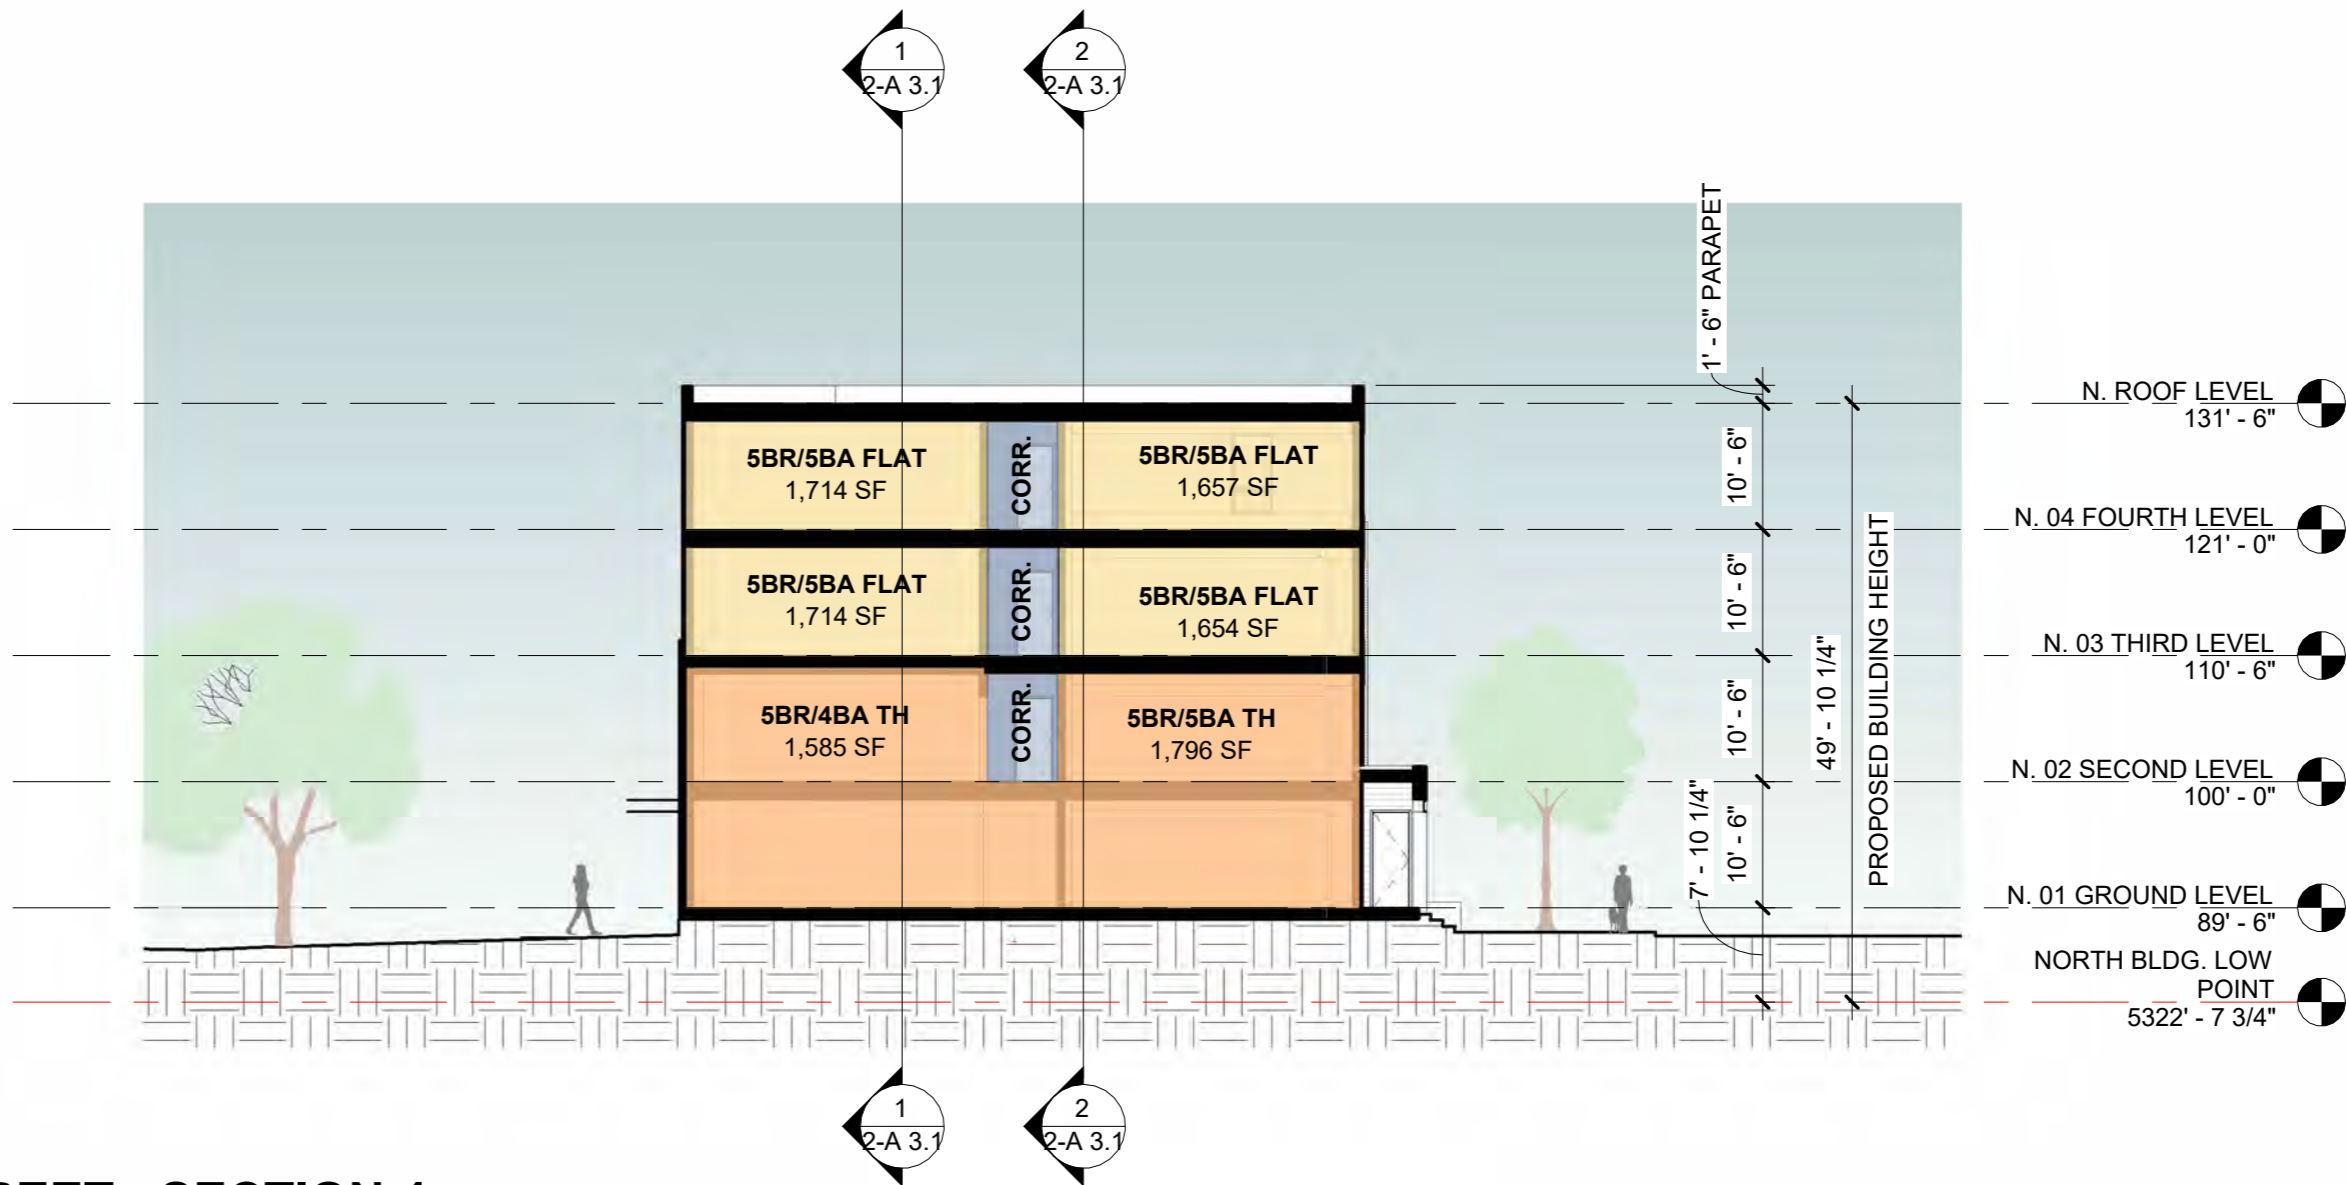 1
2-A 3.1
2
2-A 3.1
1' - 6" PARAPET
N. ROOF LEVEL
131' - 6"
10' - 6"
5BR/5BA FLAT
1,714 SF
CORR.
5BR/5BA FLAT
1,657 SF
N. 04 FOURTH LEVEL
121' - 0"
10' - 6"
5BR/5BA FLAT
1,714 SF
CORR.
5BR/5BA FLAT
1,654 SF
N. 03 THIRD LEVEL
110' - 6"
10' - 6"
49' - 10 1/4"
PROPOSED BUILDING HEIGHT
5BR/4BA TH
1,585 SF
CORR.
5BR/5BA TH
1,796 SF
N. 02 SECOND LEVEL
100' - 0"
7' - 10 1/4"
10' - 6"
N. 01 GROUND LEVEL
89' - 6"
NORTH BLDG. LOW
POINT
5322' - 7 3/4"
1
2-A 3.1
2
2-A 3.1